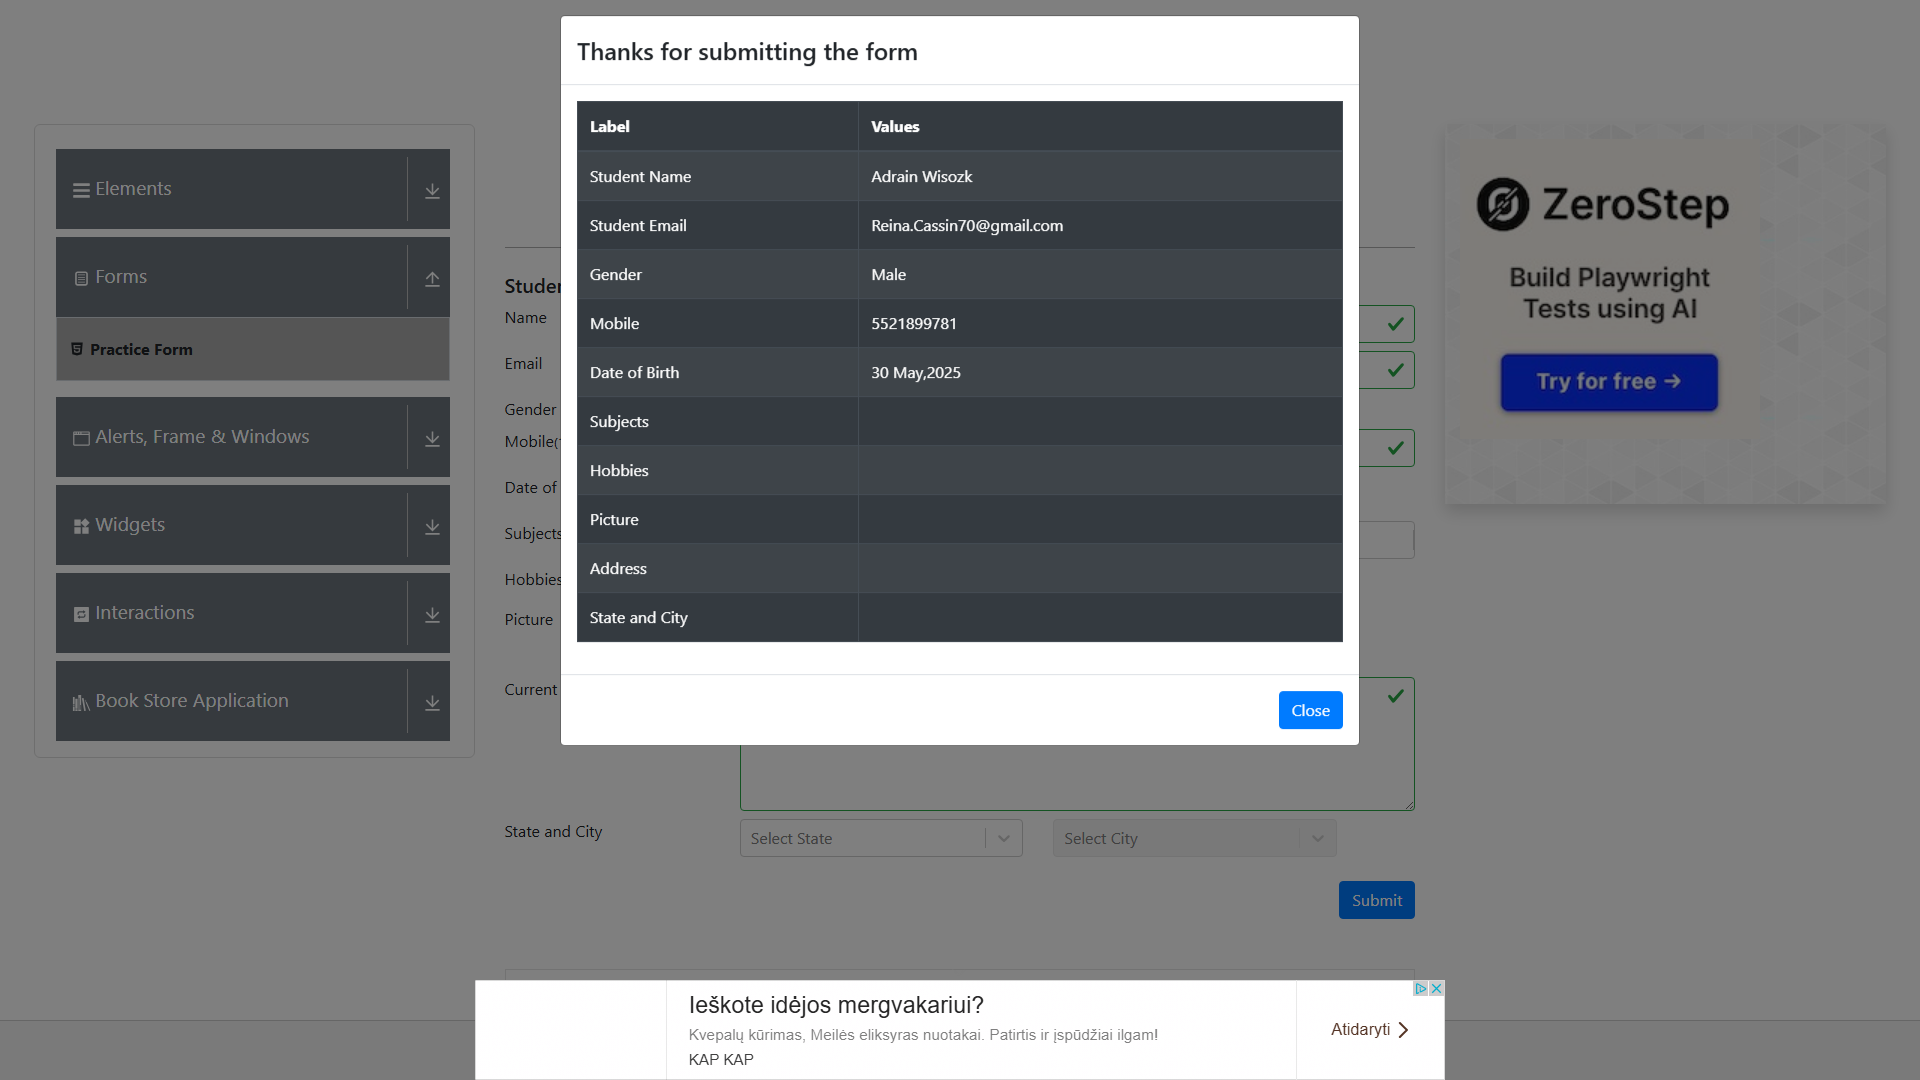 Thanks for submitting the form
Label Values
Student Name Adrain Wisozk
Student Email Reina.Cassin70@gmail.com
Gender Male
Mobile 5521899781
Date of Birth 30 May,2025
Subjects
Hobbies
Picture
Address
State and City
Close
Elements
Forms
Practice Form
Alerts, Frame & Windows
Widgets
Interactions
Book Store Application
Name
Email
Gender
Date of
Subjects
Hobbies
Picture
Current
State and City
Select State
Select City
Submit
ZeroStep
Build Playwright
Tests using AI
Try for free →
Ieškote idėjos mergvakariui?
Kvepalų kūrimas, Meilės eliksyras nuotakai. Patirtis ir įspūdžiai ilgam!
KAP KAP
Atidaryti